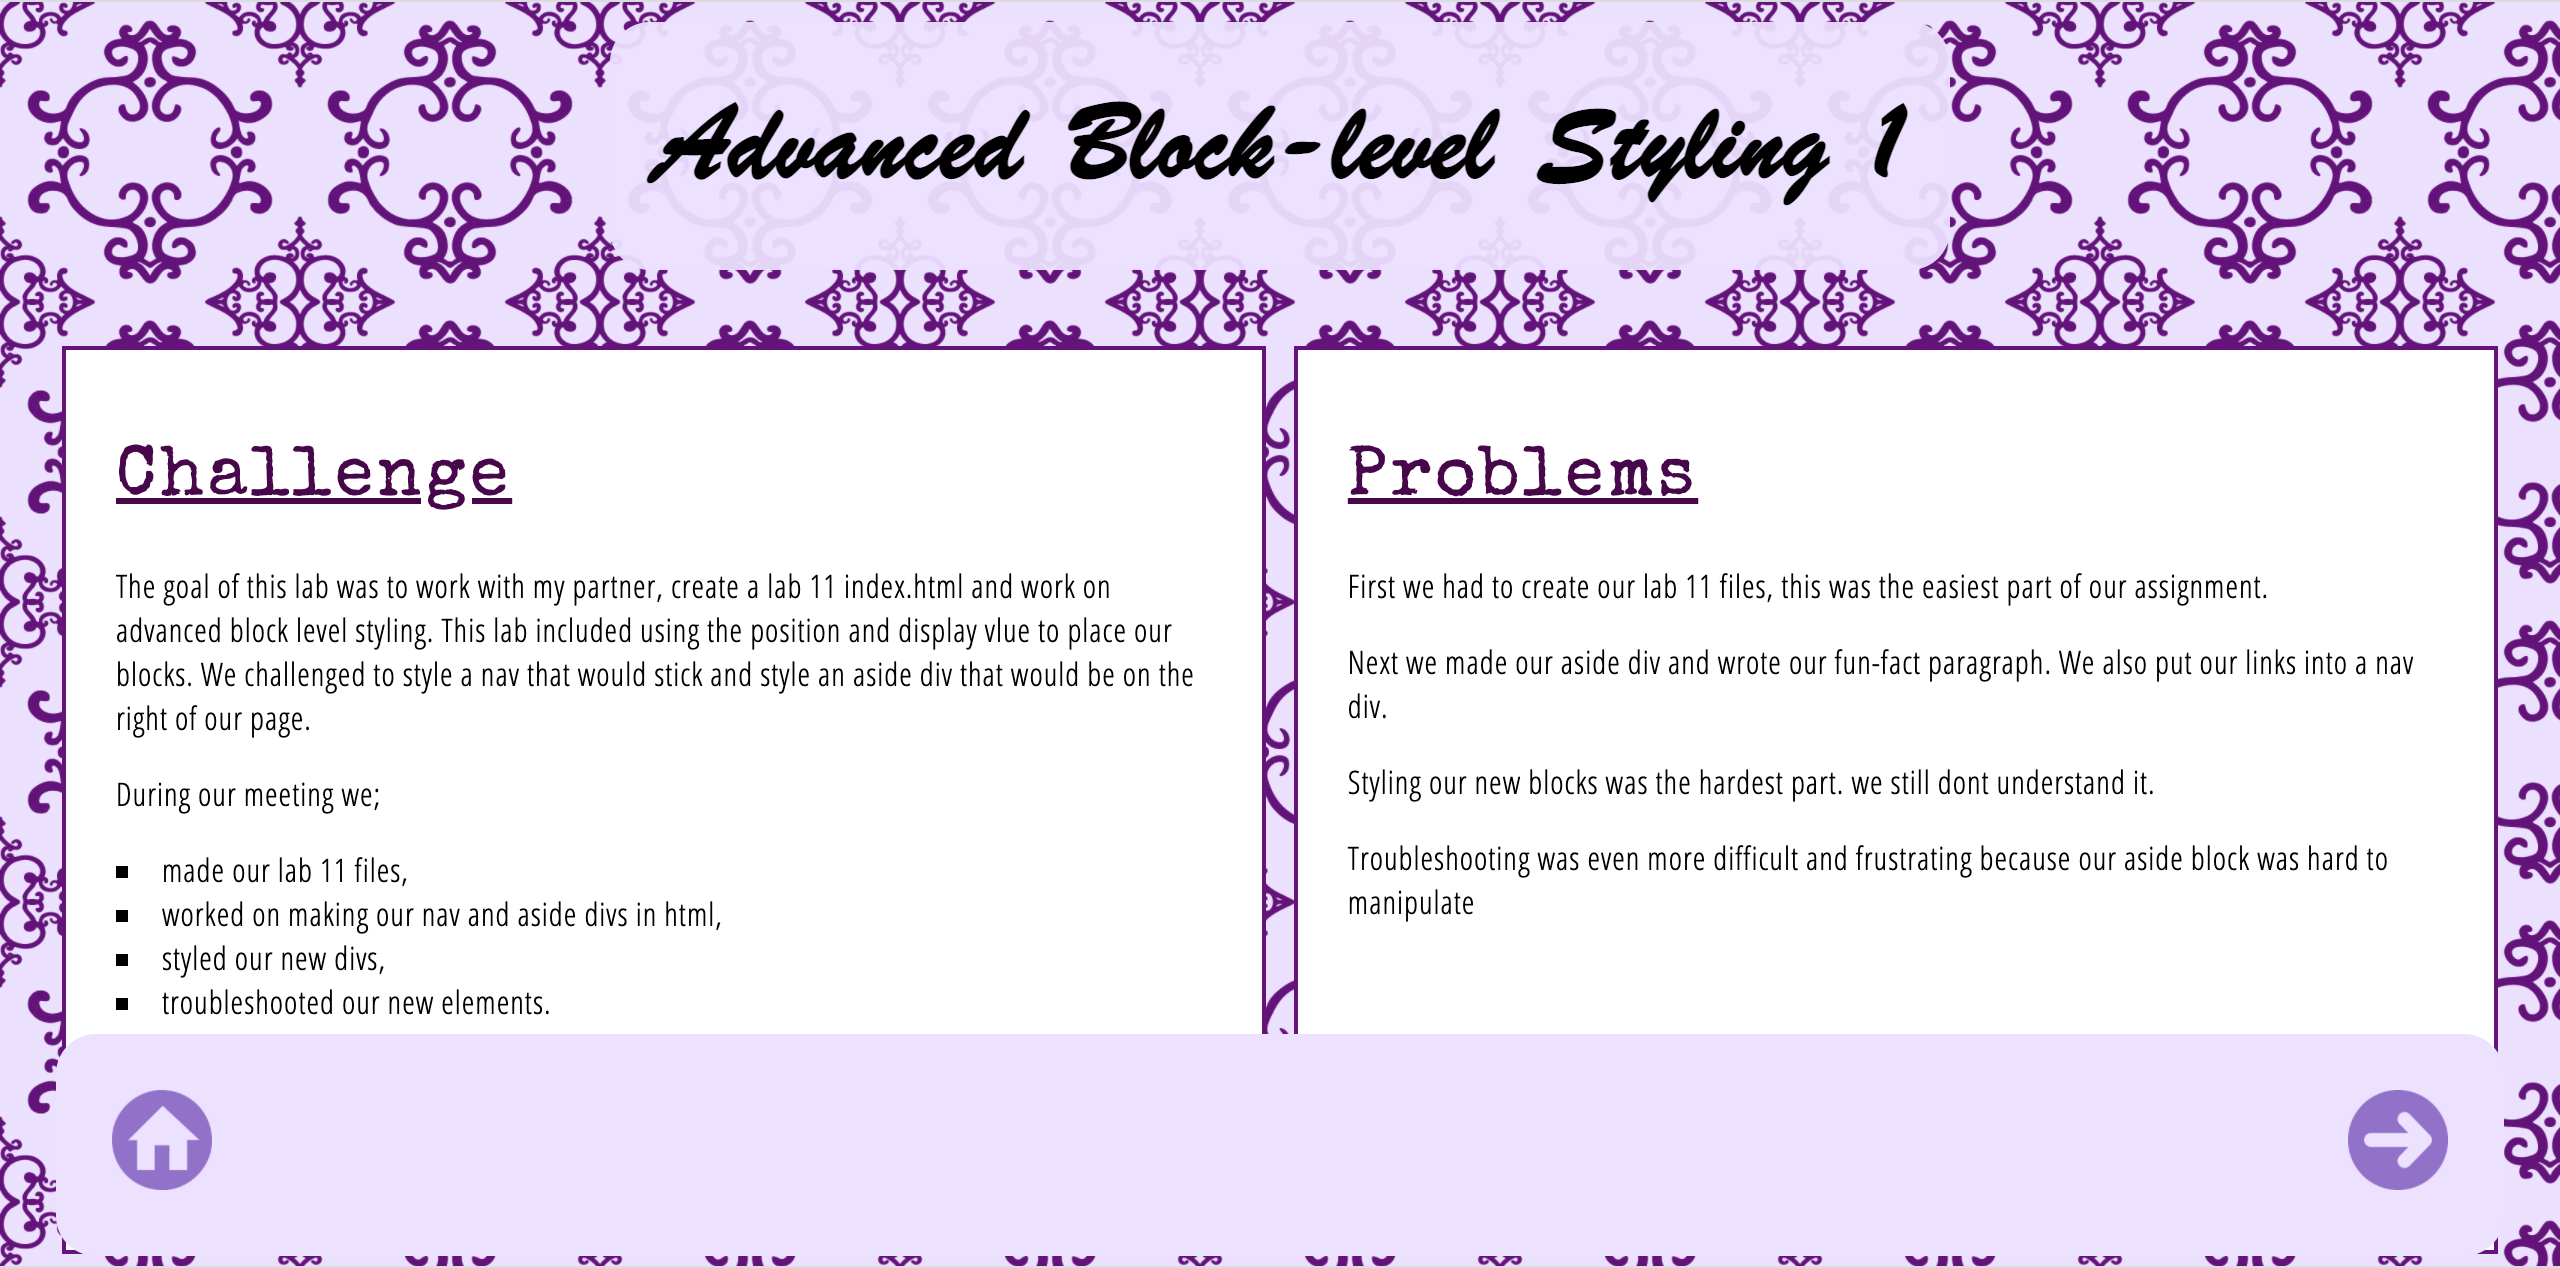 Advanced Block-level Styling 1
Challenge
The goal of this lab was to work with my partner, create a lab 11 index.html and work on
advanced block level styling. This lab included using the position and display vlue to place our
blocks. We challenged to style a nav that would stick and style an aside div that would be on the
right of our page.
During our meeting we;
made our lab 11 files,
worked on making our nav and aside divs in html,
styled our new divs,
troubleshooted our new elements.
Problems
First we had to create our lab 11 files, this was the easiest part of our assignment.
Next we made our aside div and wrote our fun-fact paragraph. We also put our links into a nav
div.
Styling our new blocks was the hardest part. we still dont understand it.
Troubleshooting was even more difficult and frustrating because our aside block was hard to
manipulate